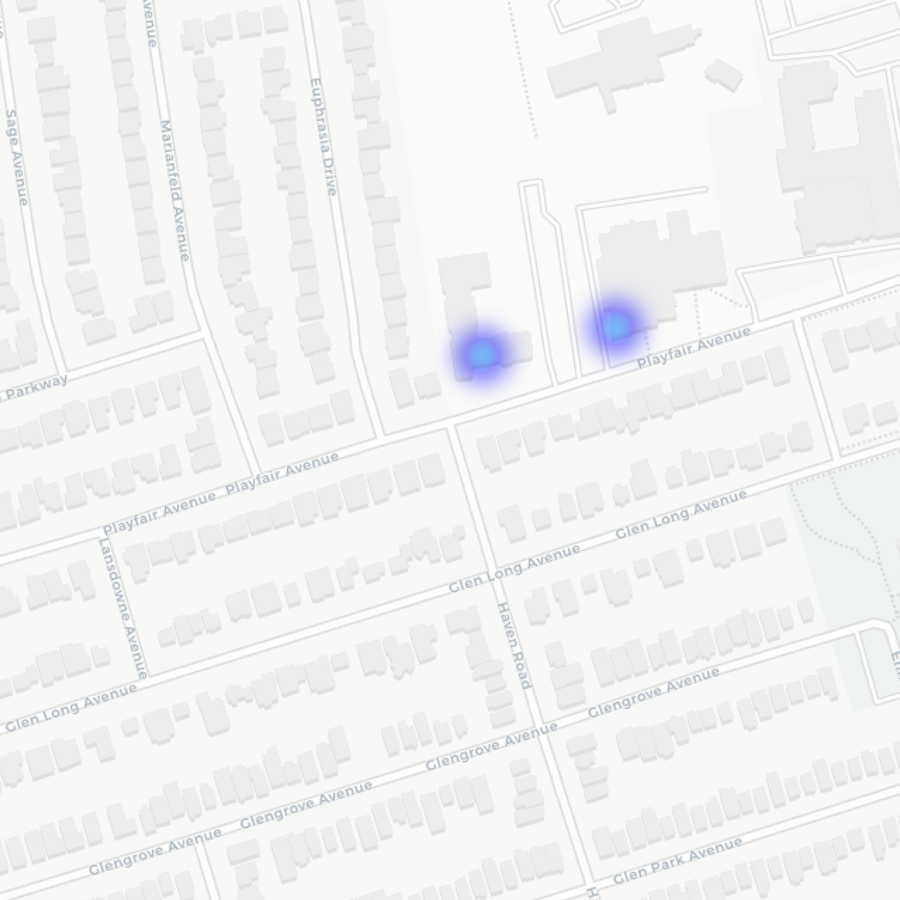 Avenue
Sage Avenue
Marianfeld Avenue
Euphrasia Drive
Playfair Avenue
Parkway
Playfair Avenue
Playfair Avenue
Lansdowne Avenue
Glen Long Avenue
Glen Long Avenue
Haven Road
Glen Long Avenue
Glengrove Avenue
Glengrove Avenue
Glengrove Avenue
Glengrove Avenue
Glen Park Avenue
H